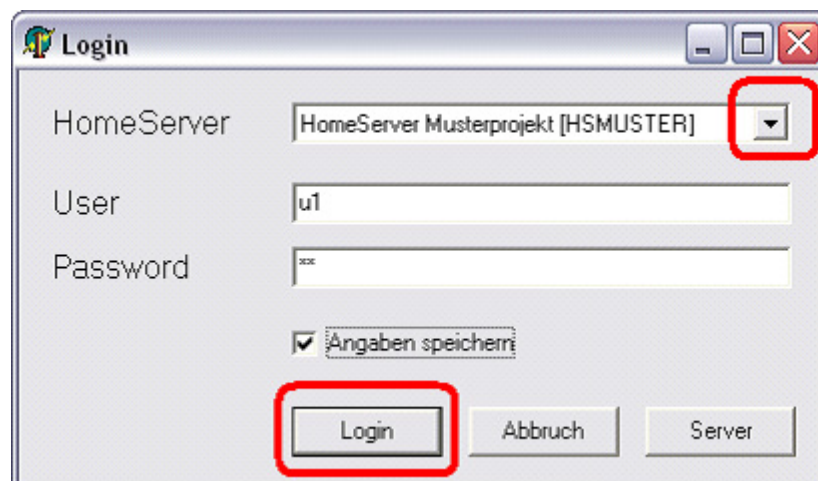 Login
HomeServer HomeServer Musterprojekt [HSMUSTER]
User u1
Password **
Angaben speichern
Login Abbruch Server